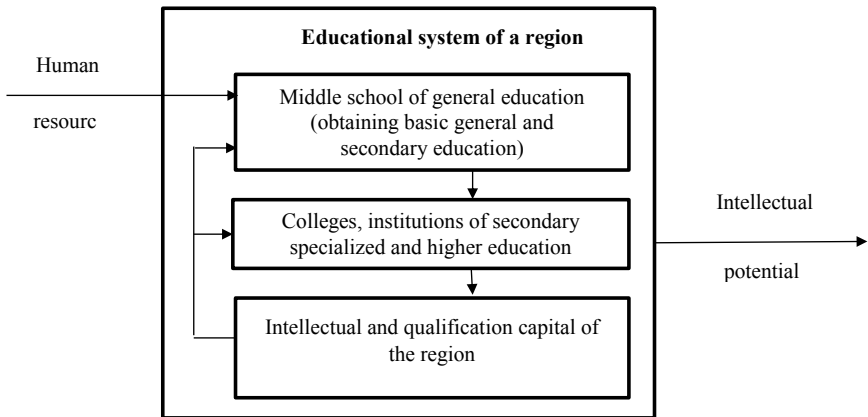 Educational system of a region
Human
resourc
Middle school of general education
(obtaining basic general and
secondary education)
Colleges, institutions of secondary
specialized and higher education
Intellectual and qualification capital of
the region
Intellectual
potential